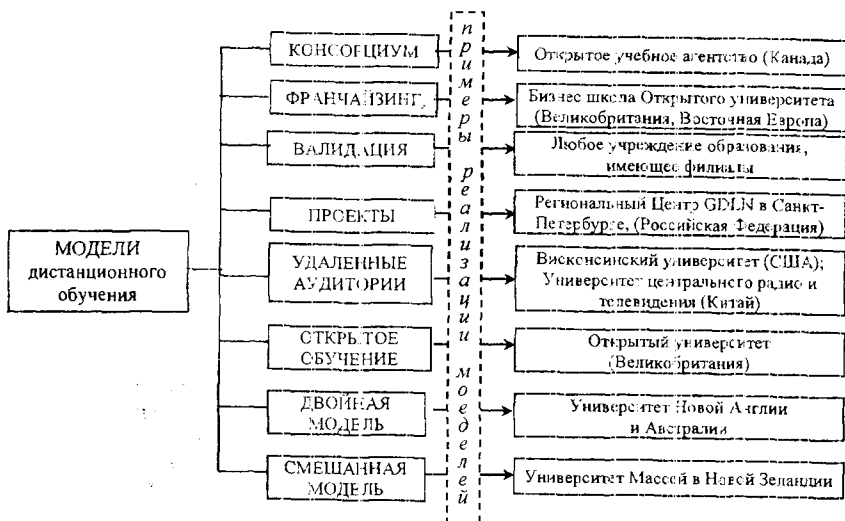 КОНСОРЦИУМ
Открытое учебное агентство (Канада)
ФРАНЧАЙЗИНГ,
Бизнес школа Открытого университета
(Великобритания, Восточная Европа)
ВАЛИДАЦИЯ
Любое учреждение образования,
имеющее филиалы
ПРОЕКТЫ
Региональный Центр GDLN в Санкт-
Петербурге, (Российская Федерация)
МОДЕЛИ
дистанционного
обучения
УДАЛЕННЫЕ
АУДИТОРИИ
Висконсинский университет (США);
Университет центрального радио и
телевидения (Китай)
ОТКРЫТОЕ
ОБУЧЕНИЕ
Открытый университет
(Великобритания)
ДВОЙНАЯ
МОДЕЛЬ
Университет Новой Англии
и Австралии
СМЕШАННАЯ
МОДЕЛЬ
Университет Массей в Новой Зеландии
примеры реализации моделей